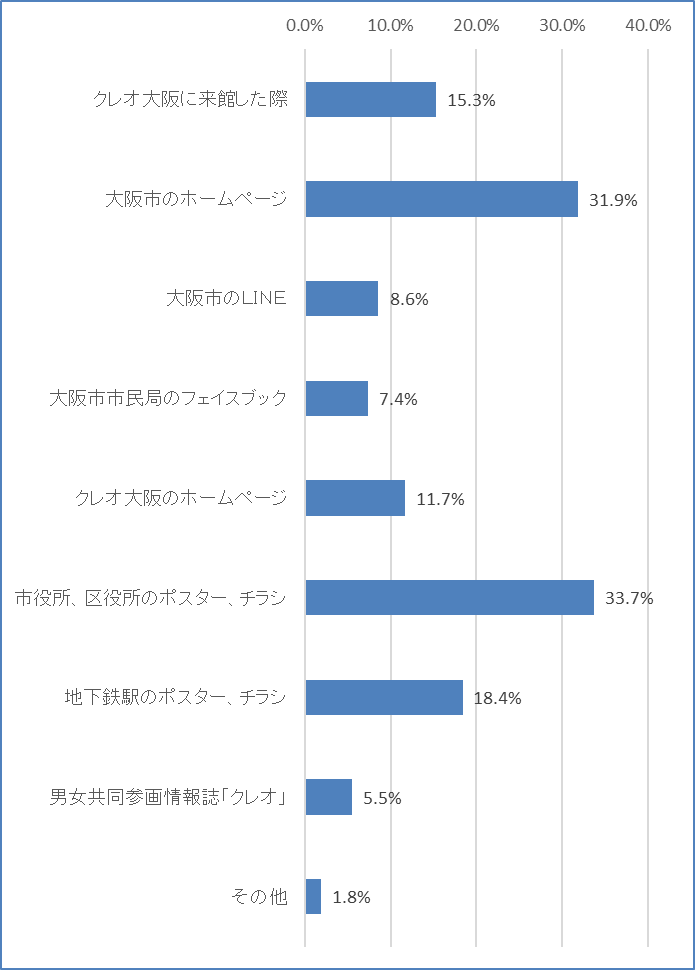 0.0% 10.0% 20.0% 30.0% 40.0%
クレオ大阪に来館した際 15.3%
大阪市のホームページ 31.9%
大阪市のLINE 8.6%
大阪市市民局のフェイスブック 7.4%
クレオ大阪のホームページ 11.7%
市役所、区役所のポスター、チラシ 33.7%
地下鉄駅のポスター、チラシ 18.4%
男女共同参画情報誌「クレオ」 5.5%
その他 1.8%